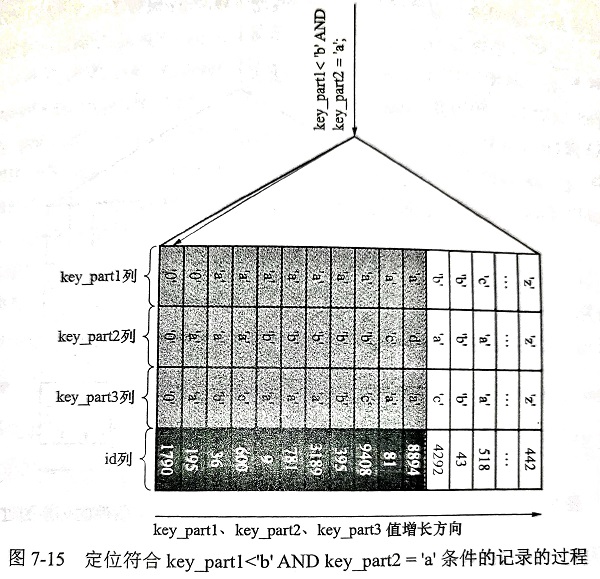 key_part1 < 'b' AND
key_part2 = 'a';
key_part1列 '0' '0' 'a' 'a' 'a' 'a' 'a' 'a' 'a' 'a' 'a' 'b' 'b' 'c' … 'z'
key_part2列 '0' 'a' 'a' 'a' 'b' 'b' 'b' 'b' 'c' 'd' 'a' 'b' 'a' … 'z'
key_part3列 '0' 'a' 'b' 'c' 'a' 'a' 'b' 'c' 'a' 'a' 'c' 'b' 'a' … 'z'
id列 1790 195 36 600 9 781 3189 395 9408 81 8894 4292 43 518 … 442
key_part1、key_part2、key_part3 值增长方向
图 7-15 定位符合 key_part1<'b' AND key_part2 = 'a' 条件的记录的过程